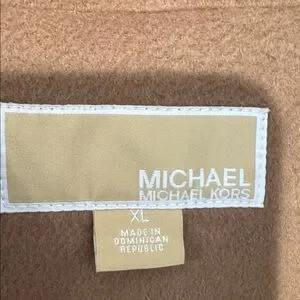 MICHAEL
MICHAEL KORS
XL
MADE IN
DOMINICAN
REPUBLIC